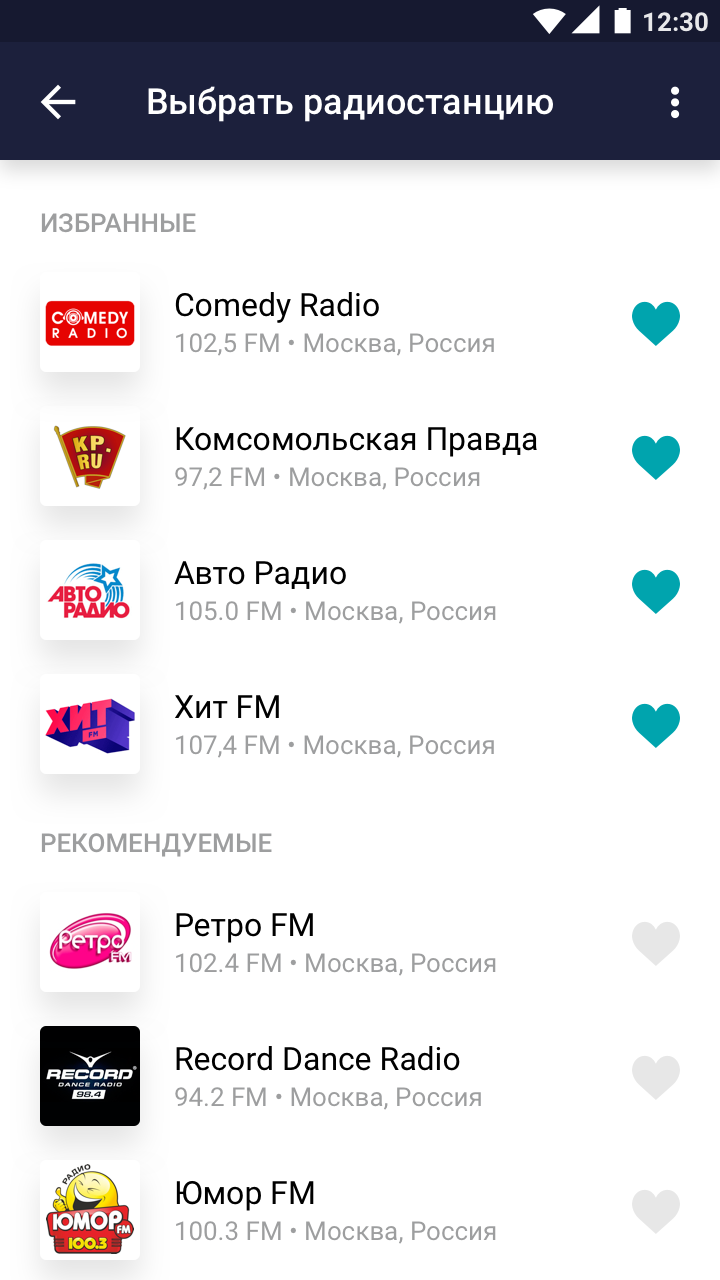 12:30
Выбрать радиостанцию
ИЗБРАННЫЕ
COMEDY
RADIO
Comedy Radio
102,5 FM • Москва, Россия
KP.
RU
Комсомольская Правда
97,2 FM • Москва, Россия
АВТО
РАДИО
Авто Радио
105.0 FM • Москва, Россия
ХИТ
FM
Хит FM
107,4 FM • Москва, Россия
РЕКОМЕНДУЕМЫЕ
Ретро
FM
Ретро FM
102.4 FM • Москва, Россия
RECORD
DANCE RADIO
98.4
Record Dance Radio
94.2 FM • Москва, Россия
РАДИО
ЮМОР FM
100.3
Юмор FM
100.3 FM • Москва, Россия